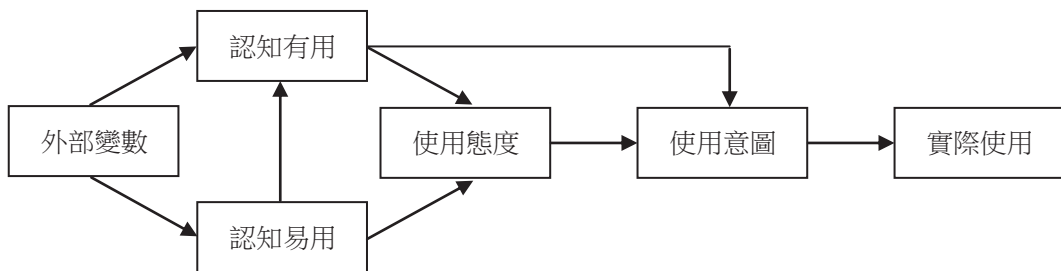 認知有用
外部變數
使用態度
使用意圖
實際使用
認知易用